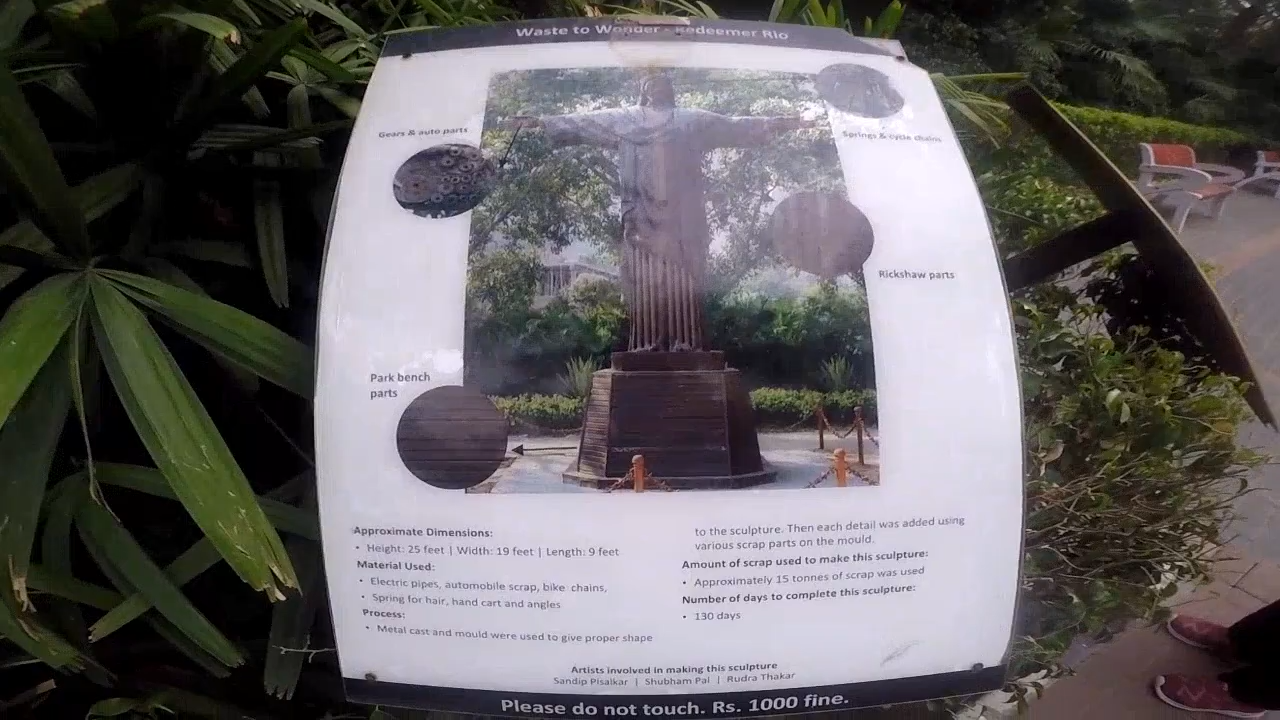 Waste to Wonder - Redeemer Rio
Gears & auto parts
Springs & cycle chains
Rickshaw parts
Park bench
parts
Approximate Dimensions:
• Height: 25 feet | Width: 19 feet | Length: 9 feet
Material Used:
• Electric pipes, automobile scrap, bike chains,
• Spring for hair, hand cart and angles
Process:
• Metal cast and mould were used to give proper shape
to the sculpture. Then each detail was added using
various scrap parts on the mould.
Amount of scrap used to make this sculpture:
• Approximately 15 tonnes of scrap was used
Number of days to complete this sculpture:
• 130 days
Artists involved in making this sculpture
Sandip Pisalkar | Shubham Pal | Rudra Thakar
Please do not touch. Rs. 1000 fine.